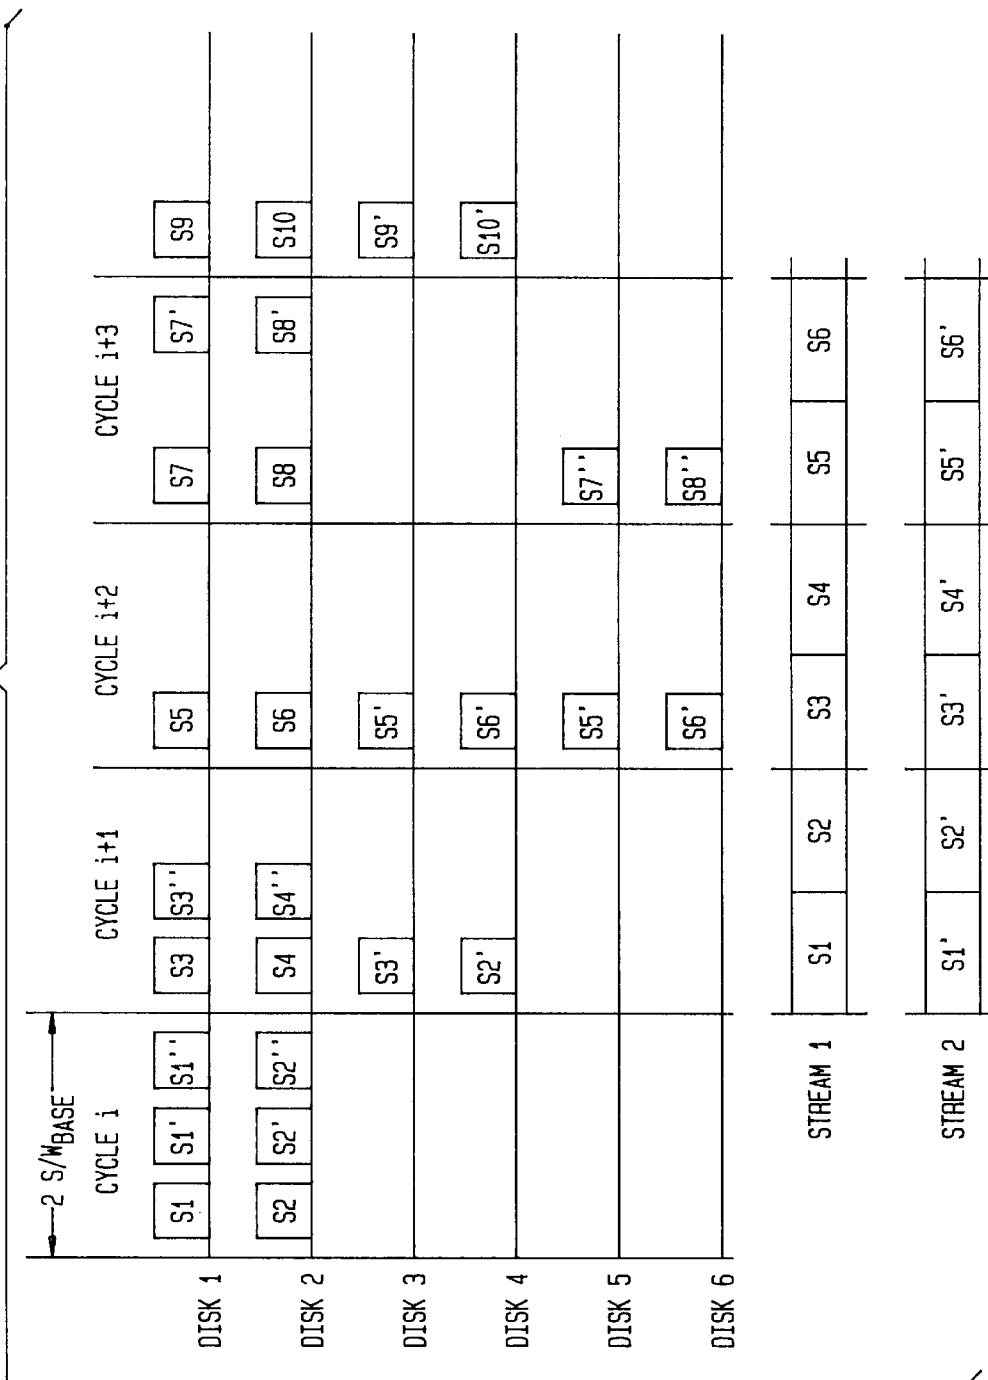 2 S/WBASE
CYCLE i CYCLE i+1 CYCLE i+2 CYCLE i+3
DISK 1 S1 S1' S1'' S3 S3'' S5 S7 S7' S9
DISK 2 S2 S2' S2'' S4 S4'' S6 S8 S8' S10
DISK 3 S3' S5' S9'
DISK 4 S2' S6' S10'
DISK 5 S5' S7''
DISK 6 S6' S8''
STREAM 1 S1 S2 S3 S4 S5 S6
STREAM 2 S1' S2' S3' S4' S5' S6'